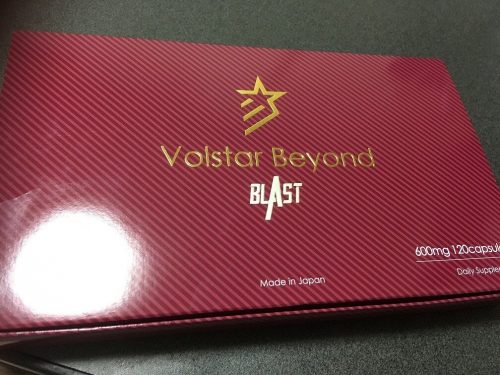 Volstar Beyond
BLAST
600mg 120capsul
Made in Japan
Daily Supple